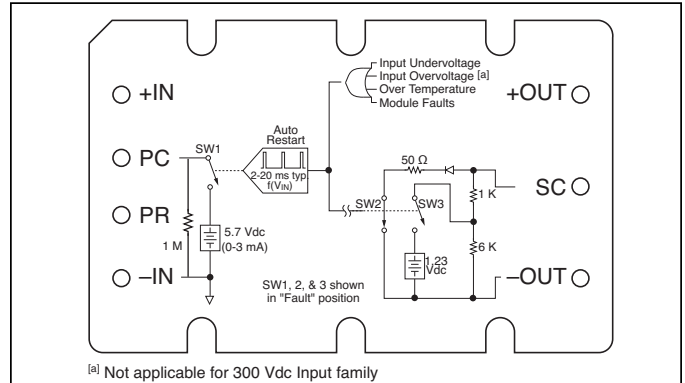 Input Undervoltage
Input Overvoltage [a]
Over Temperature
Module Faults
+IN
+OUT
Auto
Restart
SW1
PC
2-20 ms typ
f(VIN)
50 Ω
1 K
SC
SW2
SW3
PR
1 M
5.7 Vdc
(0-3 mA)
6 K
1.23
Vdc
–IN
–OUT
SW1, 2, & 3 shown
in "Fault" position
[a] Not applicable for 300 Vdc Input family